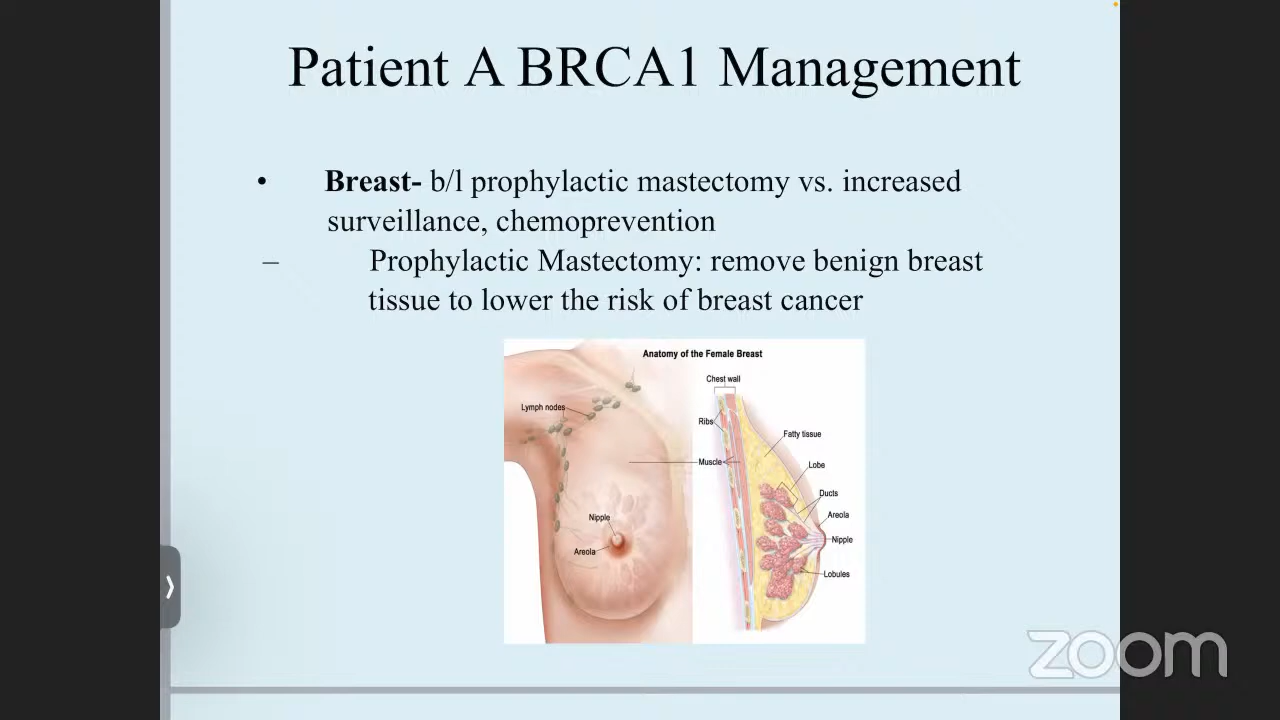 Patient A BRCA1 Management
• Breast- b/l prophylactic mastectomy vs. increased
surveillance, chemoprevention
– Prophylactic Mastectomy: remove benign breast
tissue to lower the risk of breast cancer
Anatomy of the Female Breast
Chest wall
Lymph nodes
Ribs
Fatty tissue
Muscle
Lobe
Ducts
Areola
Nipple
Nipple
Areola
Lobules
zoom